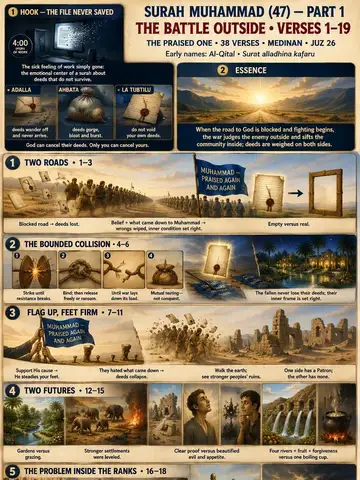 1 HOOK – THE FILE NEVER SAVED
4:00
HOURS
OF WORK
The sick feeling of work simply gone:
the emotional center of a surah about
deeds that do not survive.
ADALLA
AHBATA
LA TUBTILU
deeds wander off
and never arrive.
deeds gorge,
bloat and burst.
do not void
your own deeds.
God can cancel their deeds. Only you can cancel yours.
SURAH MUHAMMAD (47) — PART 1
THE BATTLE OUTSIDE • VERSES 1–19
THE PRAISED ONE • 38 VERSES • MEDINAN • JUZ 26
Early names: Al-Qital • Surat alladhina kafaru
2 ESSENCE
When the road to God is blocked and fighting begins,
the war judges the enemy outside and sifts the
community inside; deeds are weighed on both sides.
1 TWO ROADS • 1–3
MUHAMMAD —
PRAISED AGAIN
AND AGAIN
Blocked road → deeds lost.
Belief + what came down to Muhammad →
wrongs wiped, inner condition set right.
Empty versus real.
2 THE BOUNDED COLLISION • 4–6
1
2
3
4
Strike until
resistance breaks.
Bind; then release
freely or ransom.
Until war lays
down its load.
Mutual testing —
not conquest.
The fallen never lose their deeds; their
inner frame is set right.
3 FLAG UP, FEET FIRM • 7–11
MUHAMMAD —
PRAISED AGAIN
AND AGAIN
Support His cause →
He steadies your feet.
They hated what came down →
deeds collapse.
Walk the earth;
see stronger peoples' ruins.
One side has a Patron;
the other has none.
4 TWO FUTURES • 12–15
Gardens versus
grazing.
Stronger settlements
were leveled.
Clear proof versus beautified
evil and appetite.
Four rivers + fruit + forgiveness
versus one boiling cup.
5 THE PROBLEM INSIDE THE RANKS • 16–18